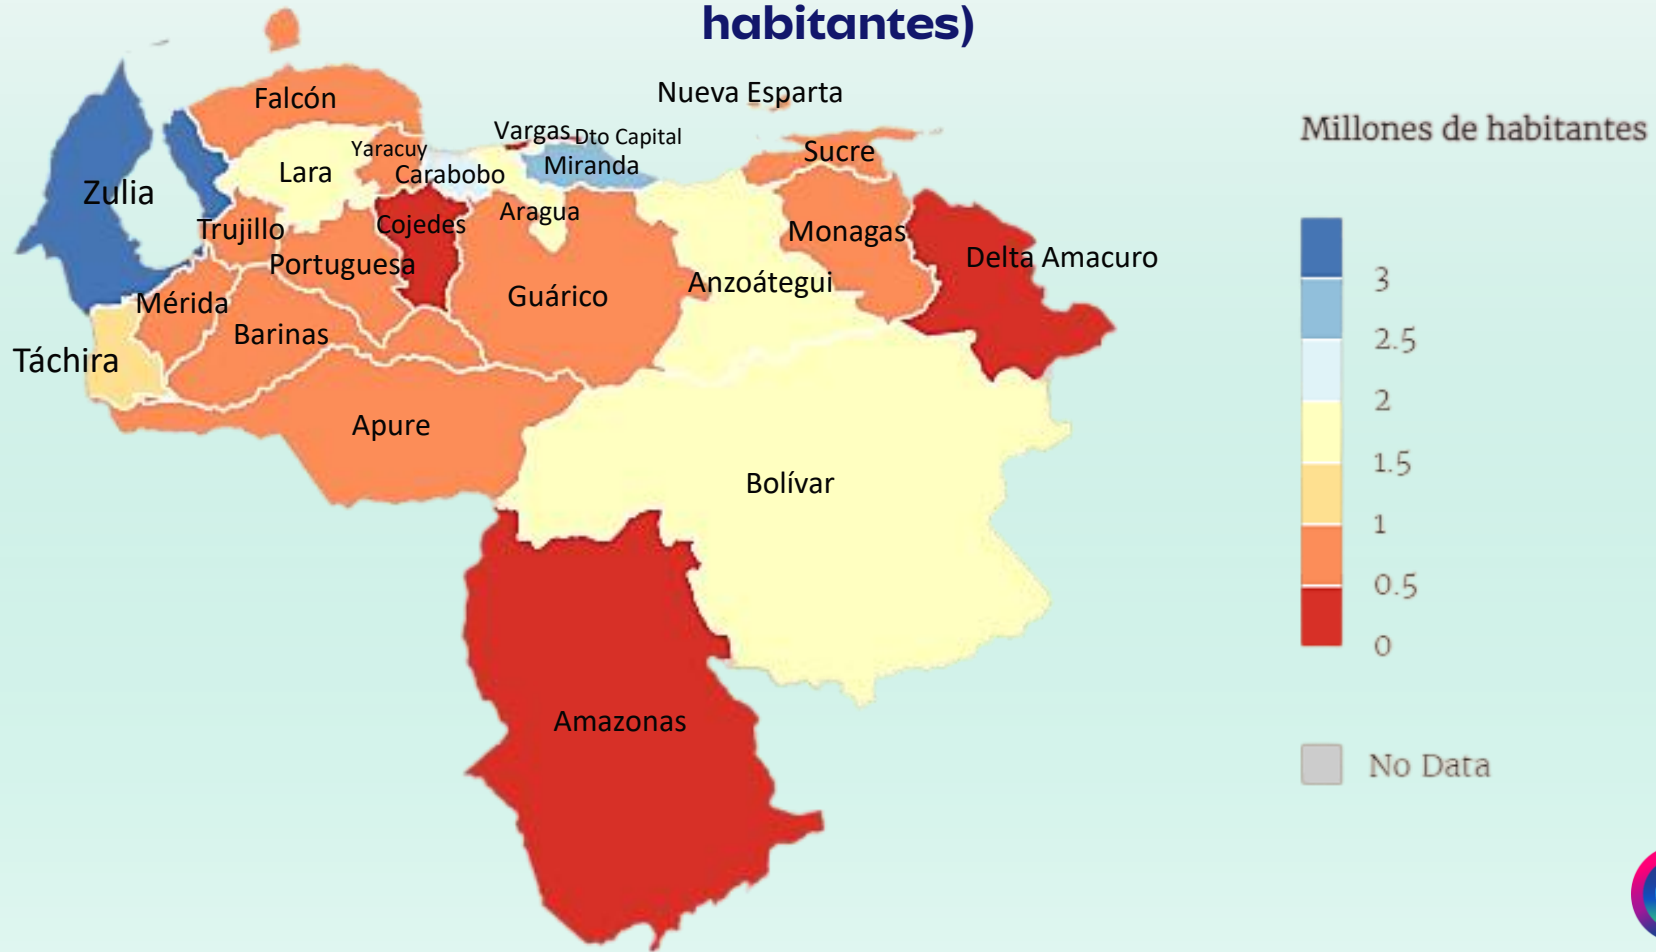 habitantes)
Nueva Esparta
Falcón
Vargas
Dto Capital
Yaracuy
Carabobo
Miranda
Sucre
Lara
Zulia
Trujillo
Cojedes
Aragua
Monagas
Portuguesa
Delta Amacuro
Mérida
Guárico
Anzoátegui
Barinas
Táchira
Apure
Bolívar
Amazonas
Millones de habitantes
3
2.5
2
1.5
1
0.5
0
No Data